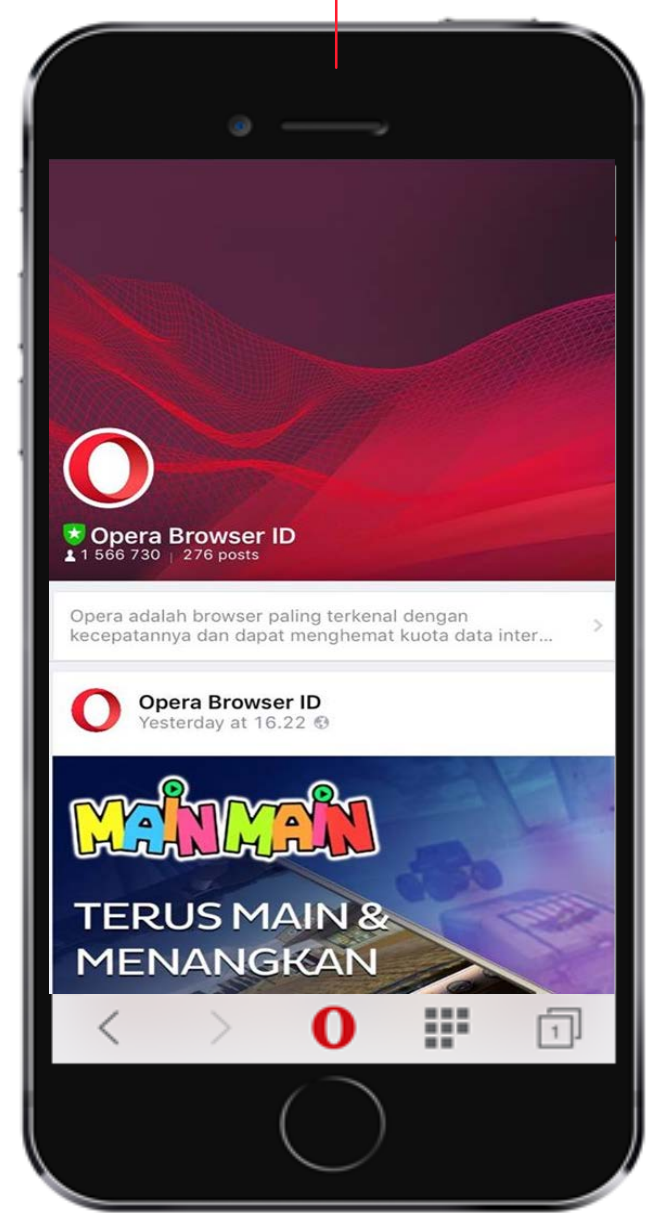 Opera Browser ID
1 566 730 | 276 posts
Opera adalah browser paling terkenal dengan
kecepatannya dan dapat menghemat kuota data inter...
Opera Browser ID
Yesterday at 16.22
MAIN MAIN
TERUS MAIN &
MENANGKAN
1